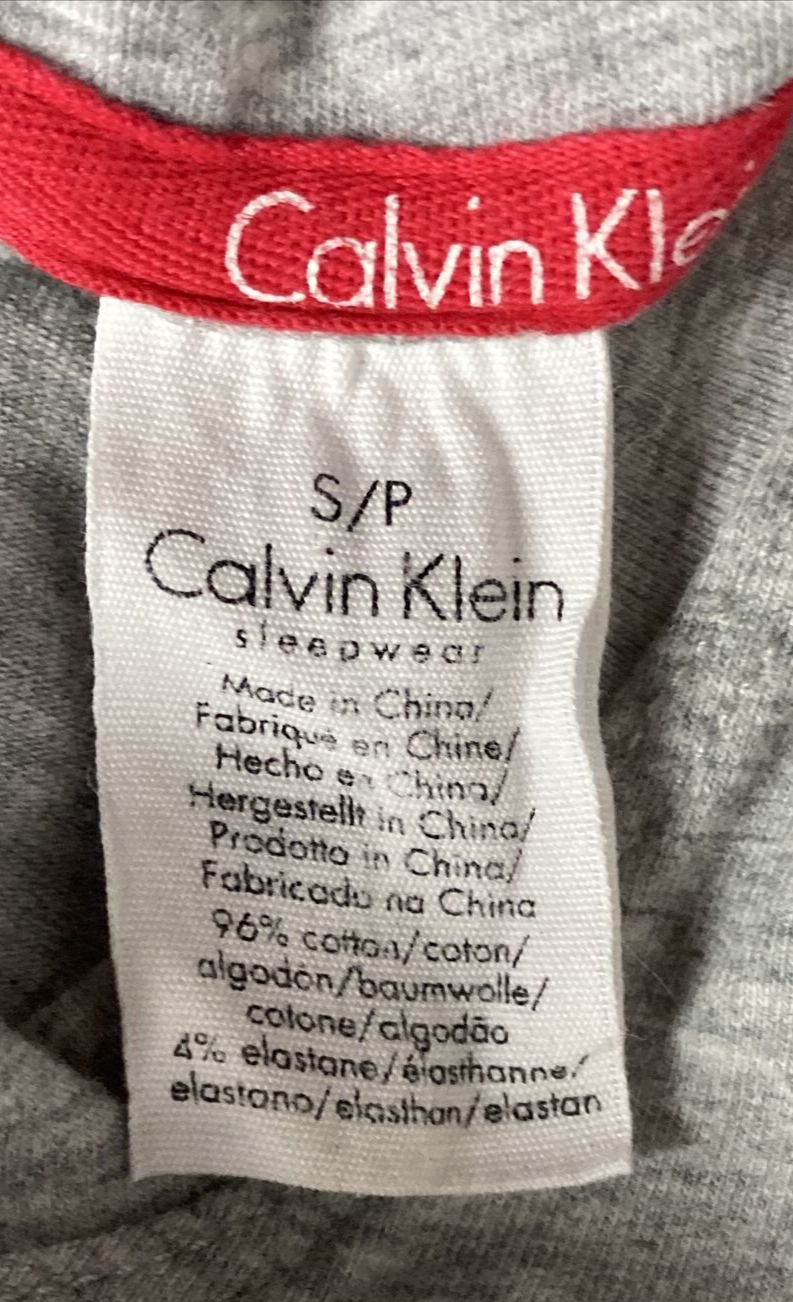 Calvin Kle
S/P
Calvin Klein
sleepwear
Made in China/
Fabriqué en Chine/
Hecho en China/
Hergestellt in China/
Prodotto in China/
Fabricado na China
96% cotton/coton/
algodón/baumwolle/
cotone/algodão
4% elastane/élasthanne/
elastano/elasthan/elastan